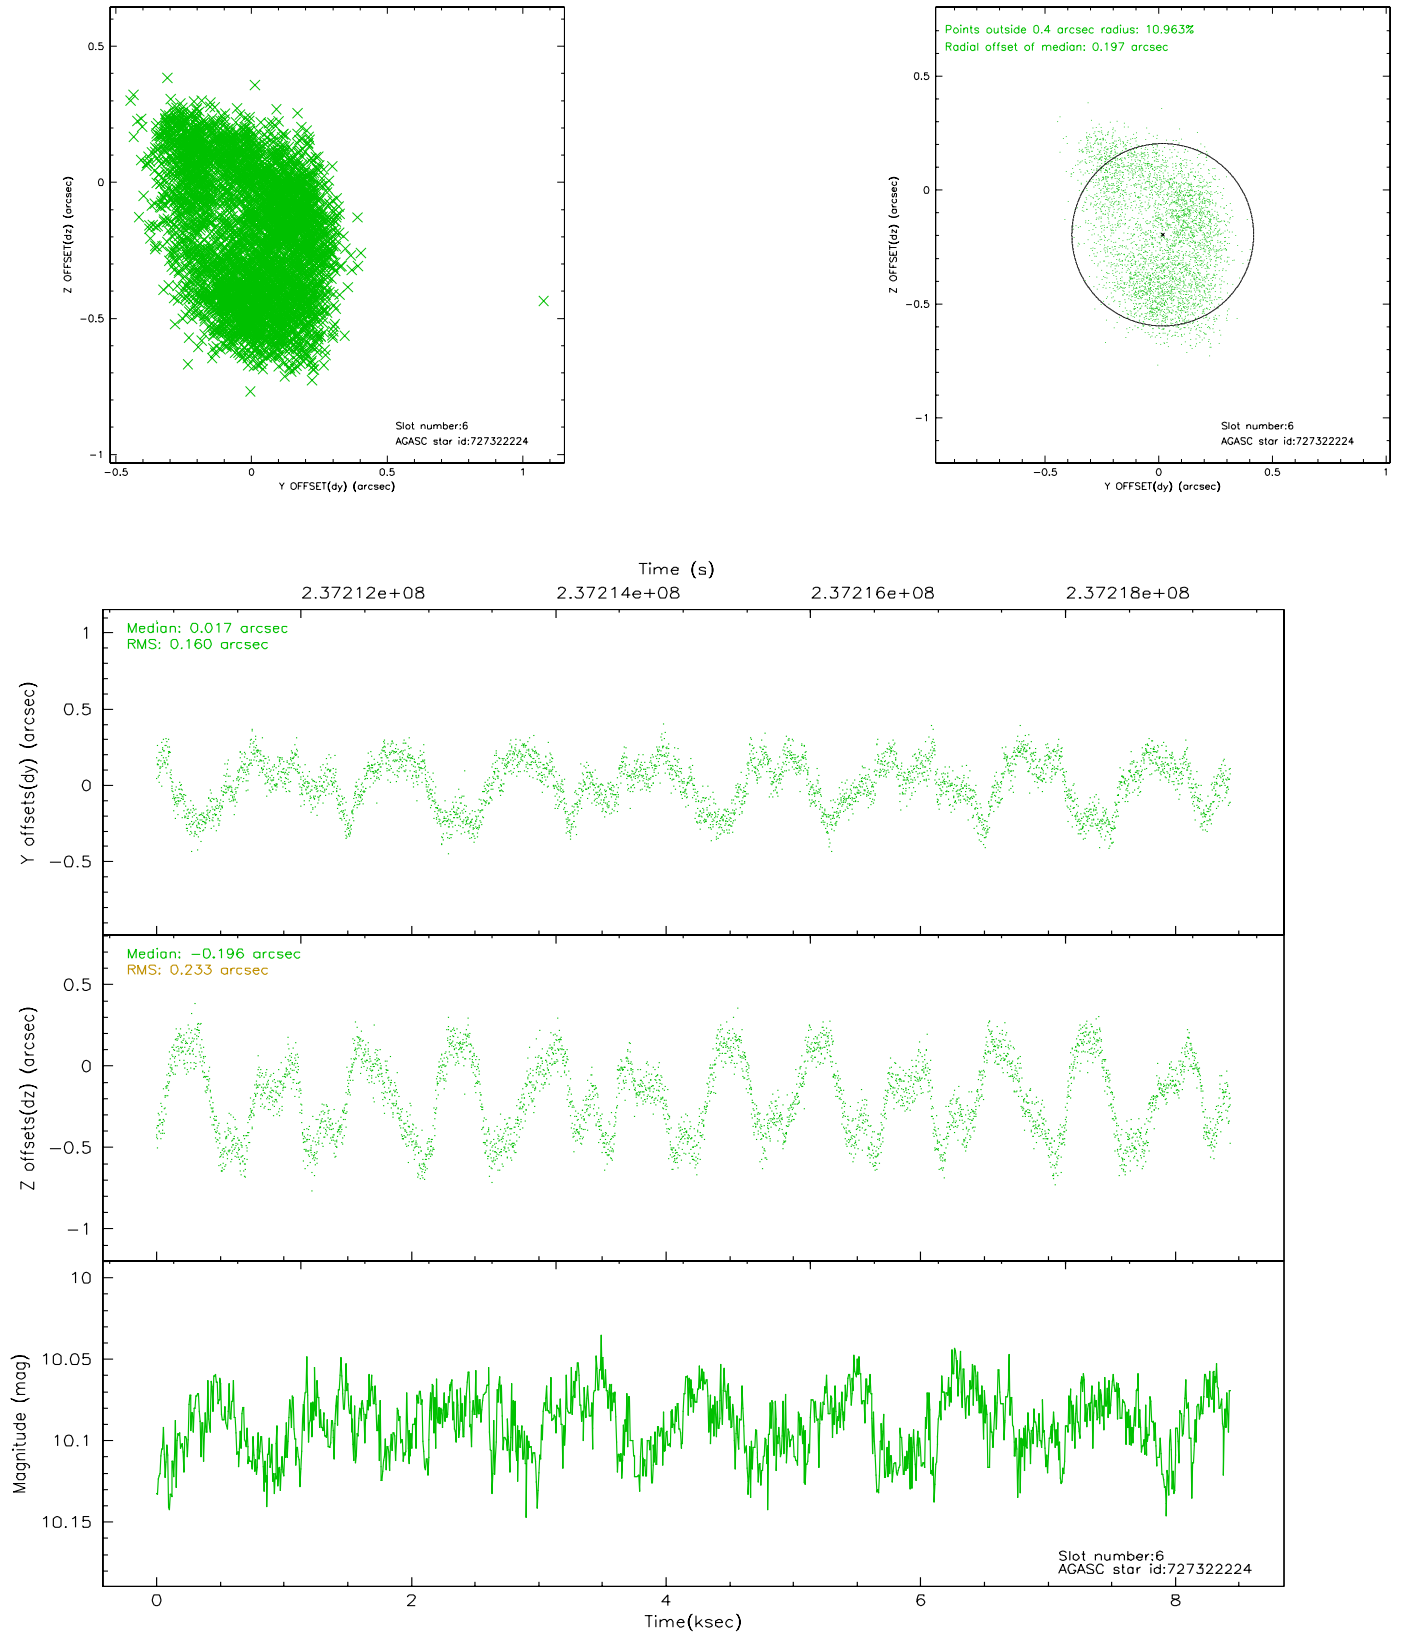 0.5
0
−0.5
−1
Z OFFSET(dz) (arcsec)
−0.5
0
0.5
1
Y OFFSET(dy) (arcsec)
Slot number:6
AGASC star id:727322224
Points outside 0.4 arcsec radius: 10.963%
Radial offset of median: 0.197 arcsec
0.5
0
−0.5
−1
Z OFFSET(dz) (arcsec)
−0.5
0
0.5
1
Y OFFSET(dy) (arcsec)
Slot number:6
AGASC star id:727322224
Time (s)
2.37212e+08
2.37214e+08
2.37216e+08
2.37218e+08
Median: 0.017 arcsec
RMS: 0.160 arcsec
1
0.5
0
−0.5
Y offsets(dy) (arcsec)
Median: −0.196 arcsec
RMS: 0.233 arcsec
0.5
0
−0.5
−1
Z offsets(dz) (arcsec)
10
10.05
10.1
10.15
Magnitude (mag)
Slot number:6
AGASC star id:727322224
0
2
4
6
8
Time(ksec)